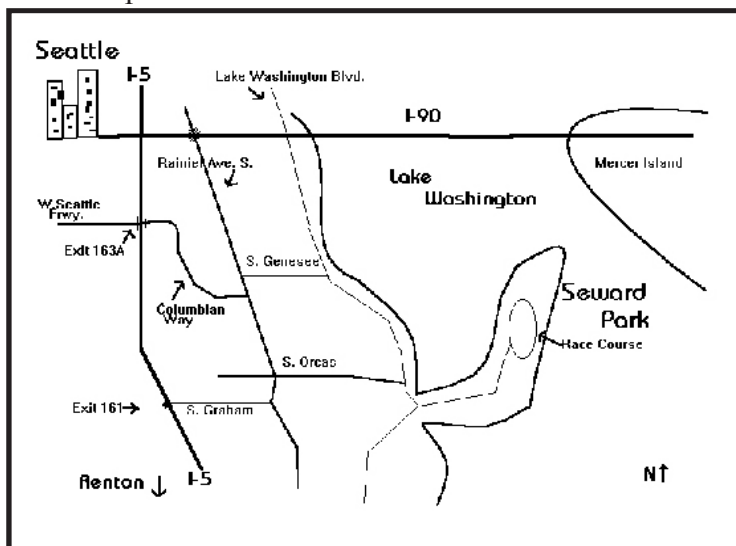 Seattle
I-5
Lake Washington Blvd.
I-90
Rainier Ave. S.
Mercer Island
Lake
Washington
W. Seattle
Frwy.
Exit 163A
S. Genesee
Columbian
Way
Seward
Park
Race Course
S. Orcas
Exit 161
S. Graham
Renton
I-5
N